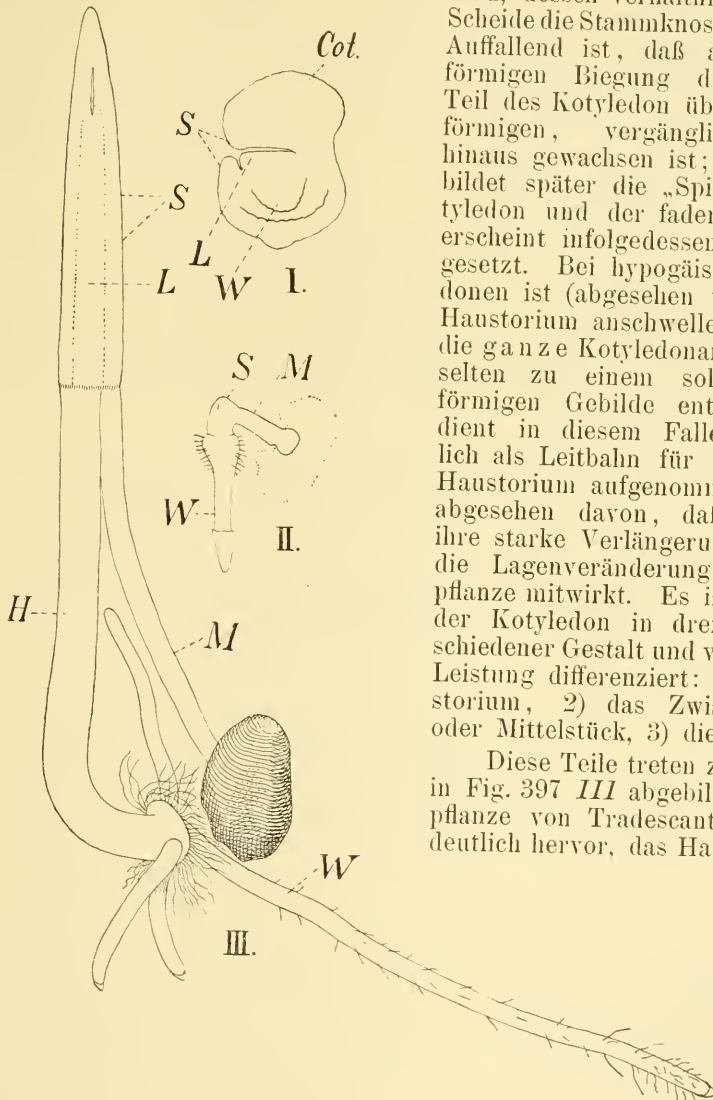 Scheide die Stammknos
Auffallend ist, daß
förmigen Biegung d
Teil des Kotyledon üb
förmigen, vergängli
hinaus gewachsen ist;
bildet später die „Spi
tyledon und der faden
erscheint infolgedessen
gesetzt. Bei hypogäis
donen ist (abgesehen
Haustorium anschwelle
die ganze Kotyledona
selten zu einem sol
förmigen Gebilde ent
dient in diesem Falle
lich als Leitbahn für
Haustorium aufgenomm
abgesehen davon, daß
ihre starke Verlängeru
die Lagenveränderung
pflanze mitwirkt. Es i
der Kotyledon in drei
schiedener Gestalt und v
Leistung differenziert:
storium, 2) das Zwi
oder Mittelstück, 3) die
Diese Teile treten z
in Fig. 397 III abgebil
pflanze von Tradescant
deutlich hervor, das Ha
Cot.
S
S
L
L
W I.
S M
W
II.
H
M
W
III.